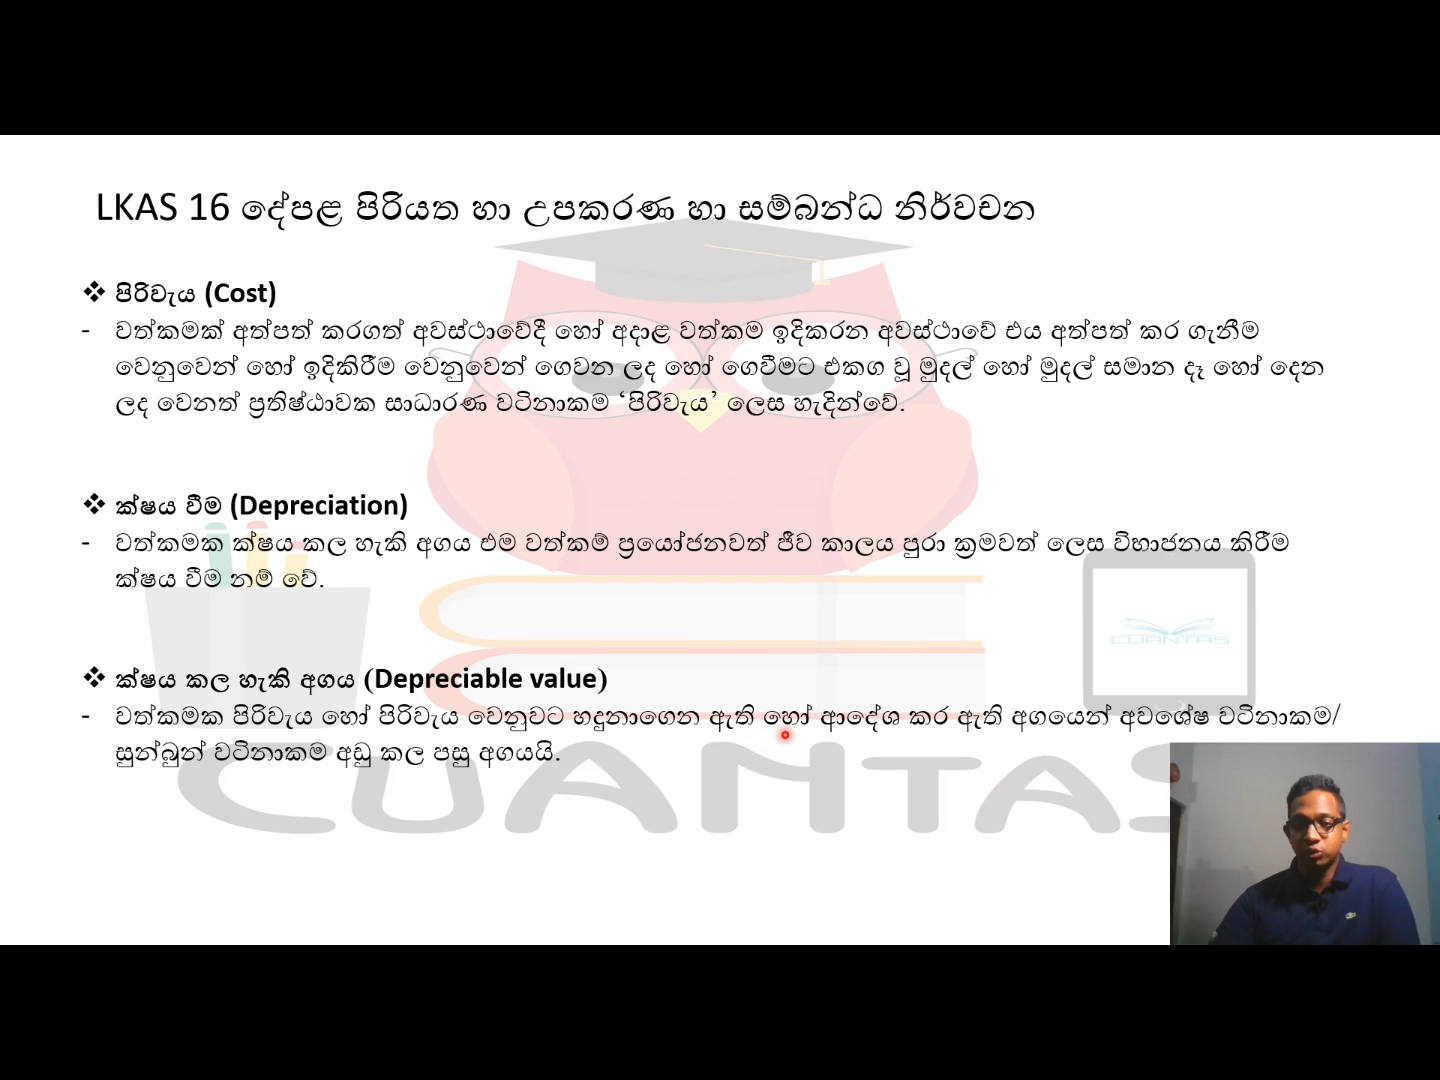 LKAS 16 දේපළ පිරියත හා උපකරණ හා සම්බන්ධ නිර්වචන
❖ පිරිවැය (Cost)
- වත්කමක් අත්පත් කරගත් අවස්ථාවේදී හෝ අදාළ වත්කම ඉදිකරන අවස්ථාවේ එය අත්පත් කර ගැනීම
වෙනුවෙන් හෝ ඉදිකිරීම වෙනුවෙන් ගෙවන ලද හෝ ගෙවීමට එකග වූ මුදල් හෝ මුදල් සමාන දෑ හෝ දෙන
ලද වෙනත් ප්‍රතිෂ්ඨාවක සාධාරණ වටිනාකම ‘පිරිවැය’ ලෙස හැදින්වේ.
❖ ක්ෂය වීම (Depreciation)
- වත්කමක ක්ෂය කල හැකි අගය එම වත්කම් ප්‍රයෝජනවත් ජීව කාලය පුරා ක්‍රමවත් ලෙස විභාජනය කිරීම
ක්ෂය වීම නම් වේ.
❖ ක්ෂය කල හැකි අගය (Depreciable value)
- වත්කමක පිරිවැය හෝ පිරිවැය වෙනුවට හදුනාගෙන ඇති හෝ ආදේශ කර ඇති අගයෙන් අවශේෂ වටිනාකම/
සුන්බුන් වටිනාකම අඩු කල පසු අගයයි.
CUANTAS
CUANTAS